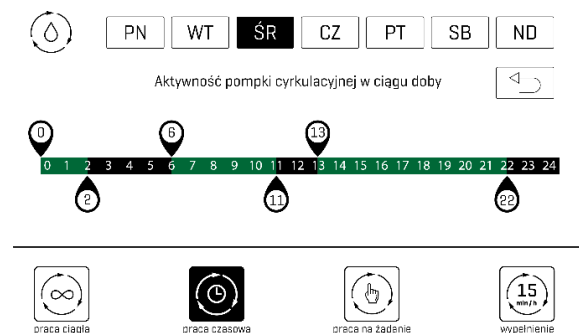 PN WT ŚR CZ PT SB ND
Aktywność pompki cyrkulacyjnej w ciągu doby
0 6 13
0 1 2 3 4 5 6 7 8 9 10 11 12 13 14 15 16 17 18 19 20 21 22 23 24
2 11 22
15
min/h
praca ciągła praca czasowa praca na żądanie wypełnienie